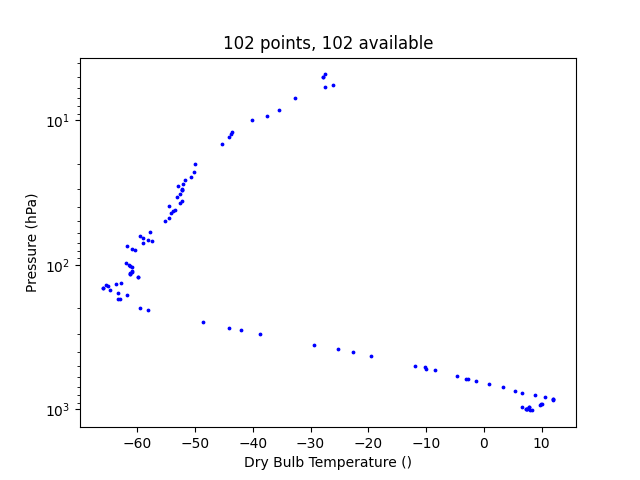 102 points, 102 available
Pressure (hPa)
10¹
10²
10³
−60 −50 −40 −30 −20 −10 0 10
Dry Bulb Temperature ()